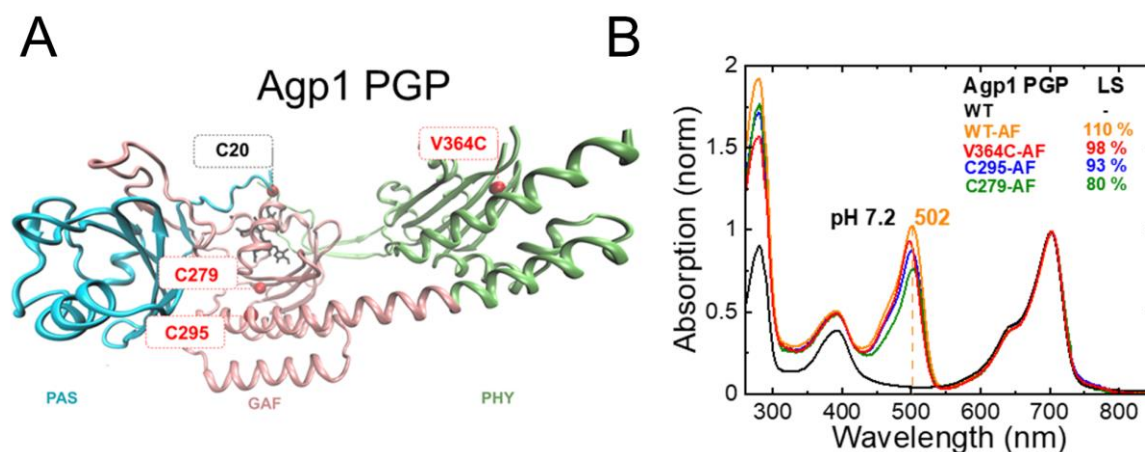 A
Agp1 PGP
C20
V364C
C279
C295
PAS
GAF
PHY
B
Absorption (norm)
2
1.5
1
0.5
0
Agp1 PGP LS
WT -
WT-AF 110 %
V364C-AF 98 %
C295-AF 93 %
C279-AF 80 %
pH 7.2 502
300 400 500 600 700 800
Wavelength (nm)